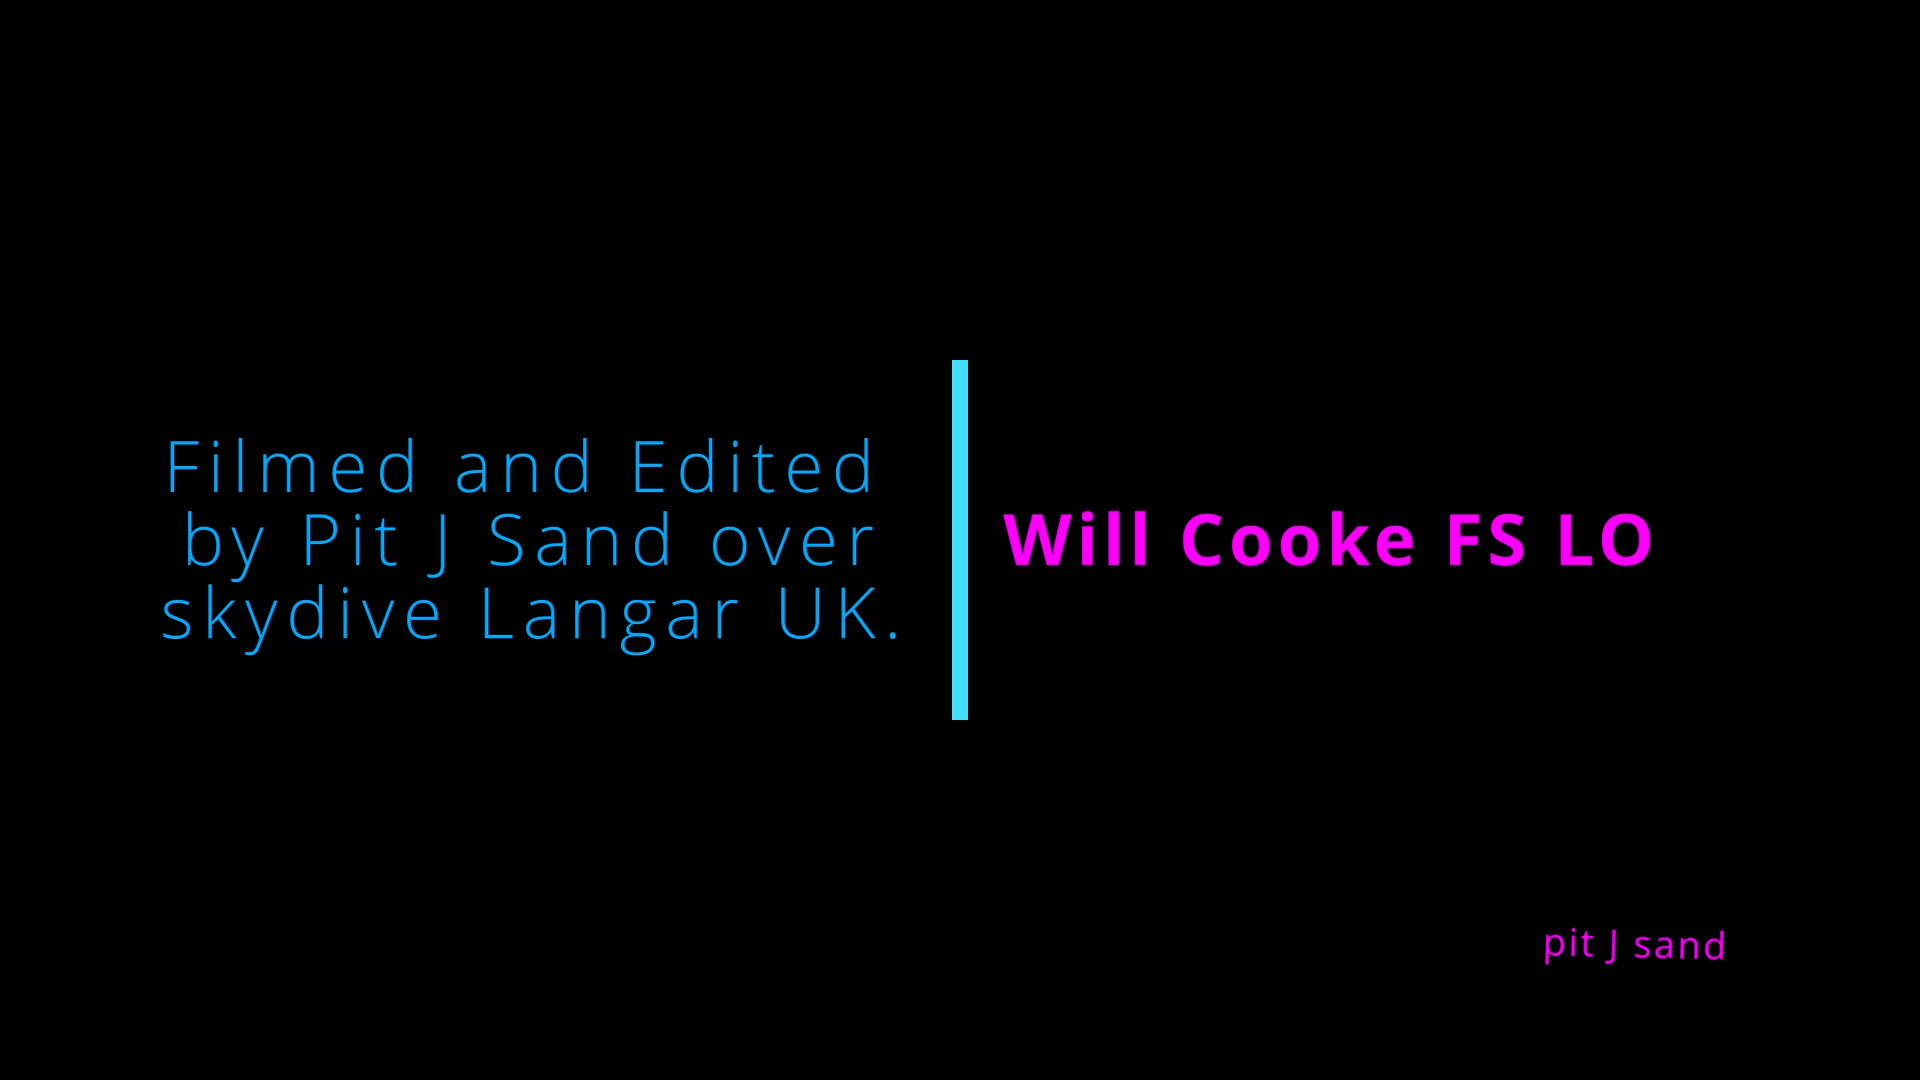 Filmed and Edited
by Pit J Sand over
skydive Langar UK.
Will Cooke FS LO
pit J sand